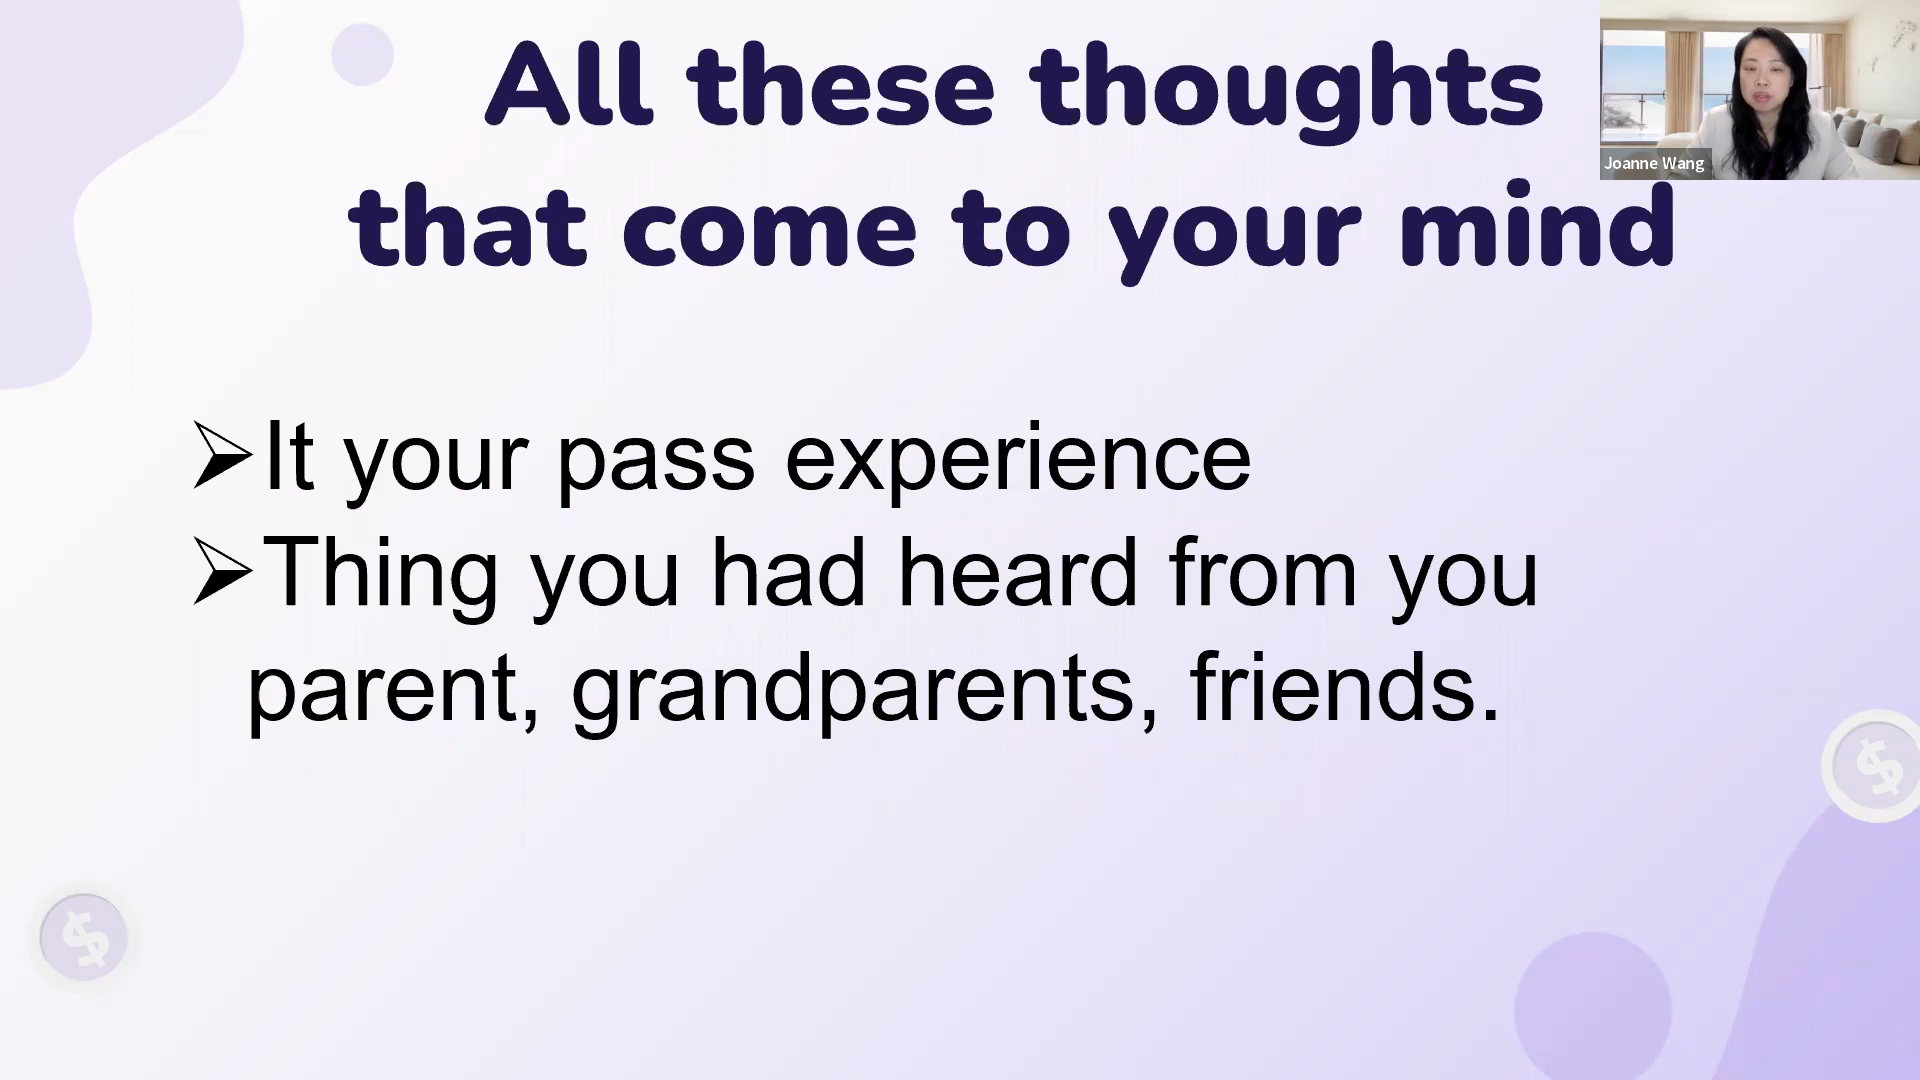 All these thoughts
that come to your mind
Joanne Wang
➢It your pass experience
➢Thing you had heard from you
parent, grandparents, friends.
$
$